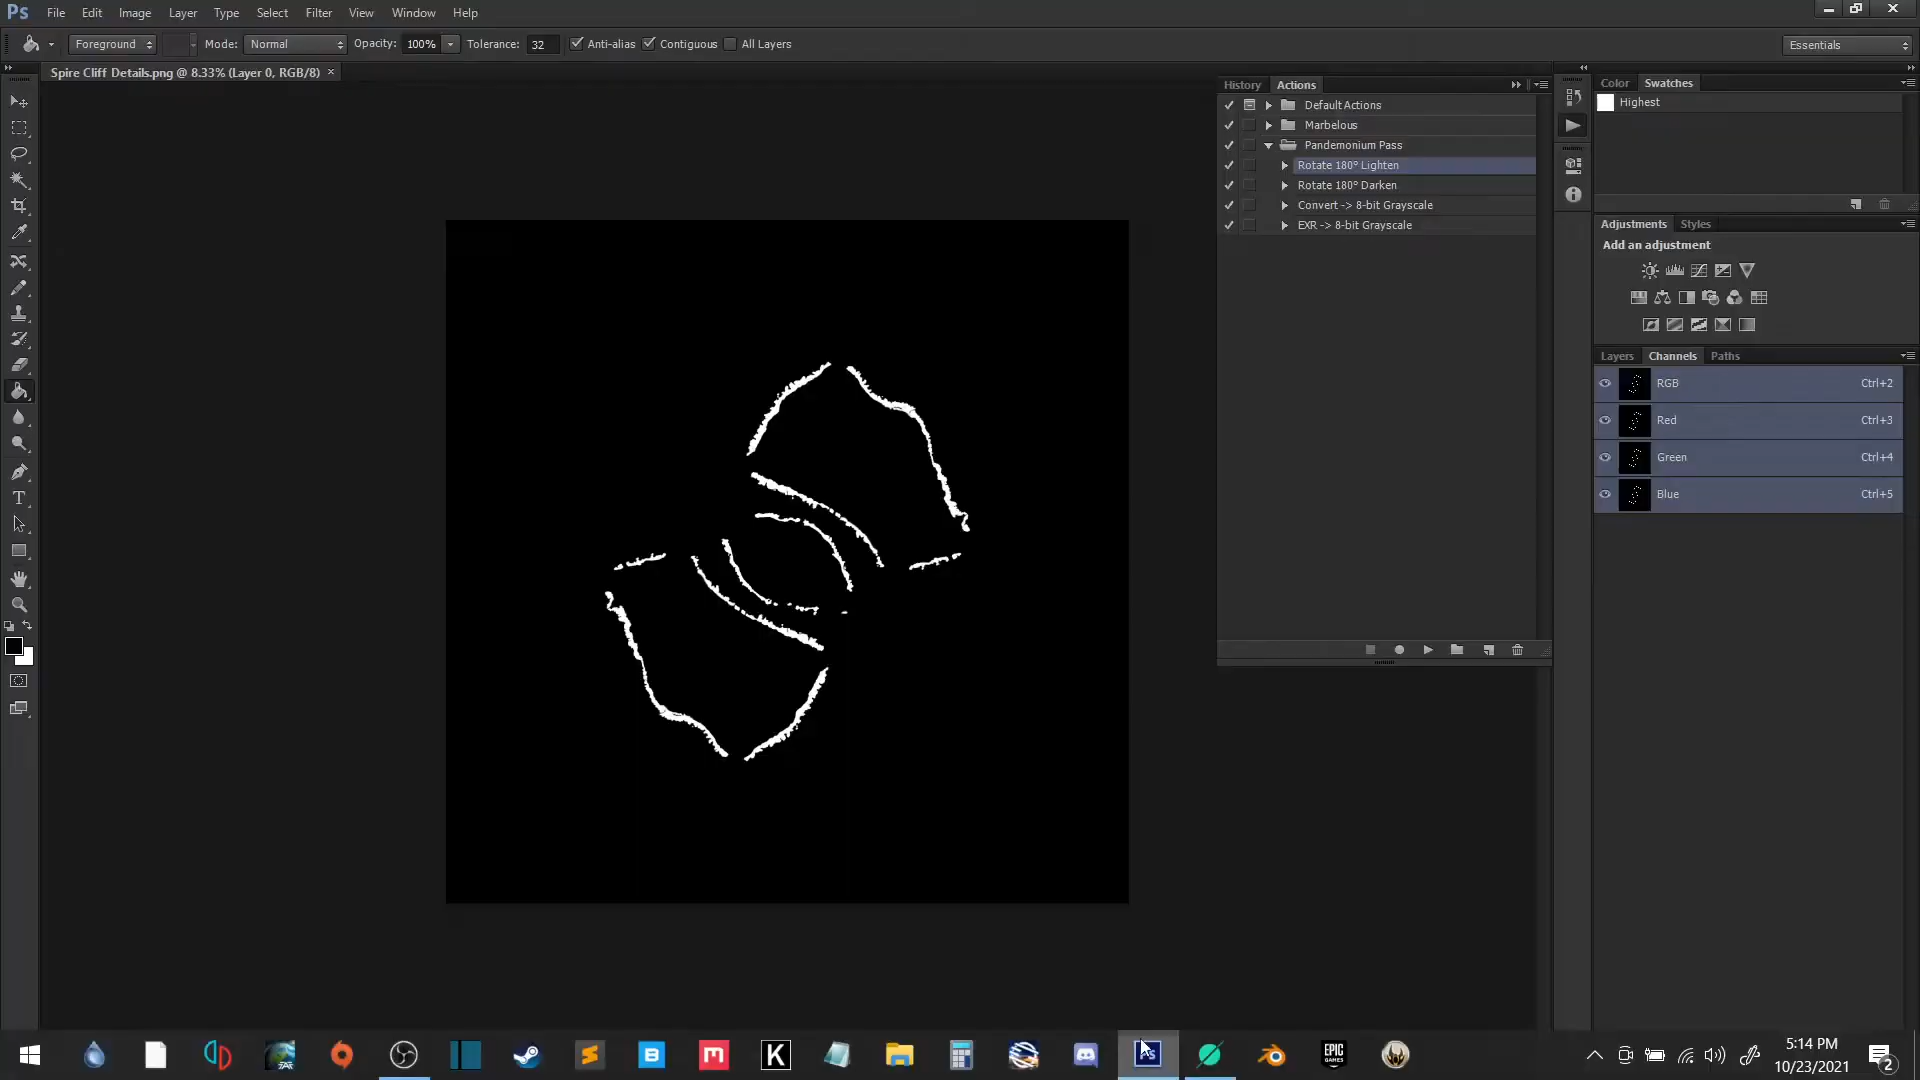 Ps File Edit Image Layer Type Select Filter View Window Help
Foreground Mode: Normal Opacity: 100% Tolerance: 32 Anti-alias Contiguous All Layers Essentials
Spire Cliff Details.png @ 8.33% (Layer 0, RGB/8) ×
History Actions
Default Actions
Marbelous
Pandemonium Pass
Rotate 180° Lighten
Rotate 180° Darken
Convert -> 8-bit Grayscale
EXR -> 8-bit Grayscale
Color Swatches
Highest
Adjustments Styles
Add an adjustment
Layers Channels Paths
RGB Ctrl+2
Red Ctrl+3
Green Ctrl+4
Blue Ctrl+5
T
B
K
Ps
EPIC
GAMES
5:14 PM
10/23/2021
2